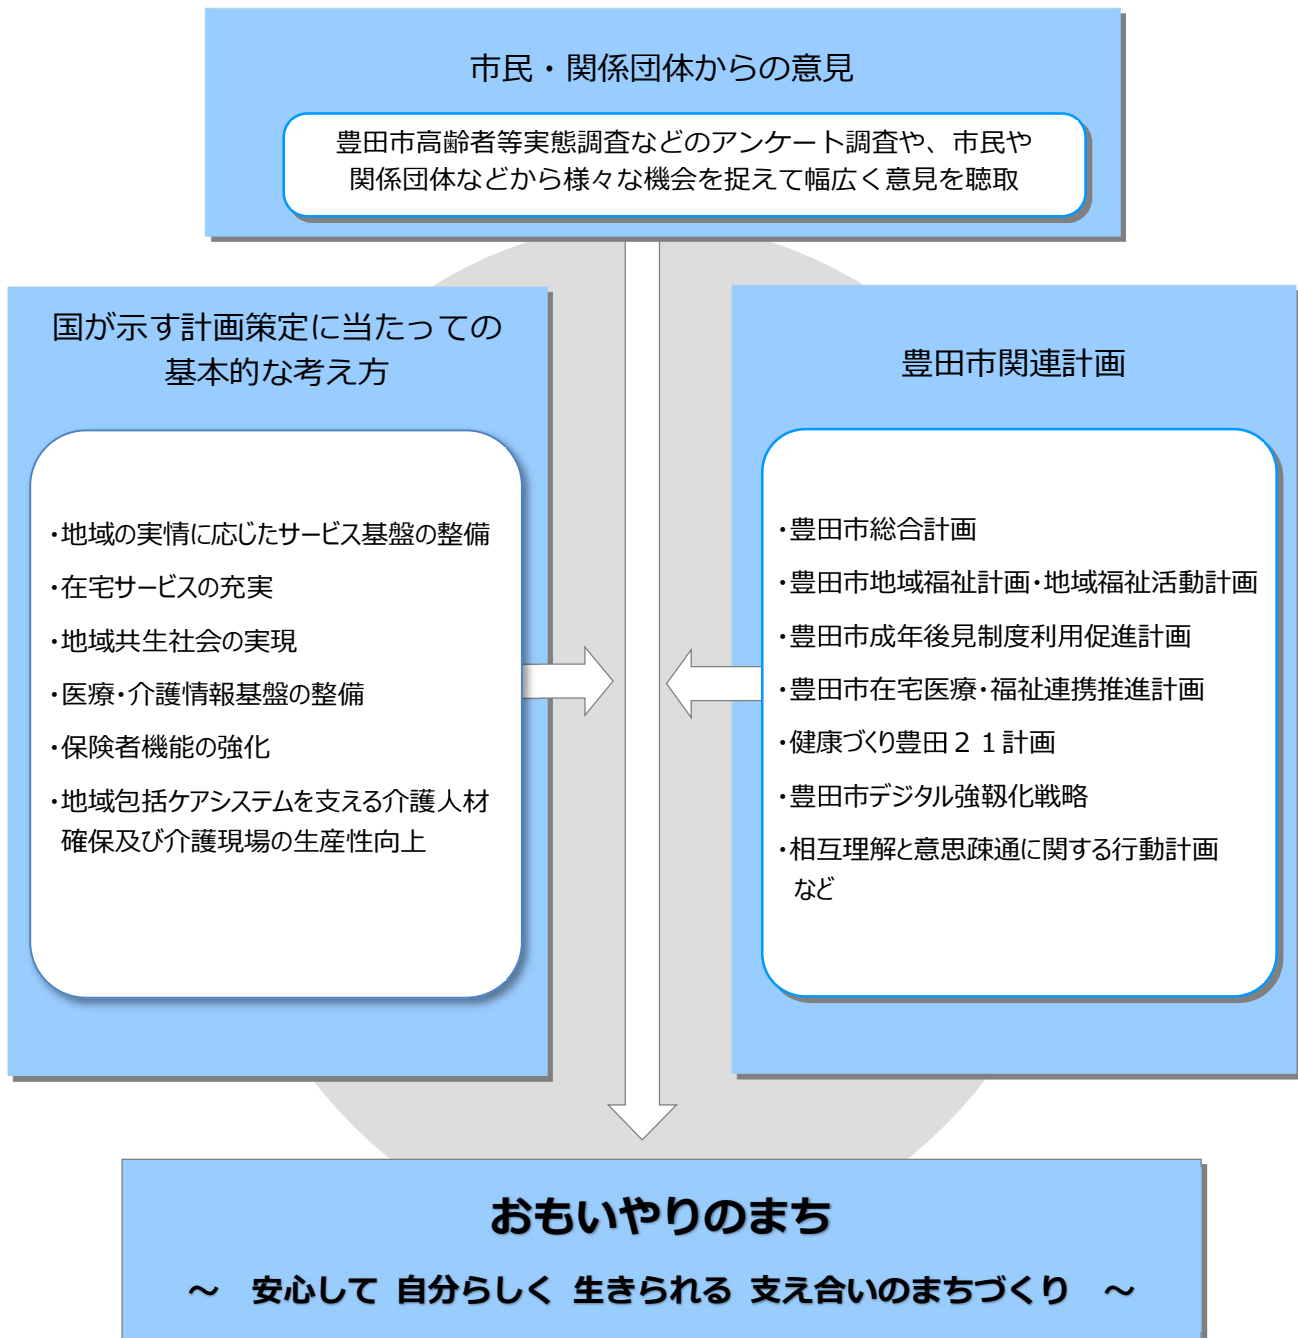 市民・関係団体からの意見
豊田市高齢者等実態調査などのアンケート調査や、市民や
関係団体などから様々な機会を捉えて幅広く意見を聴取
国が示す計画策定に当たっての
基本的な考え方
・地域の実情に応じたサービス基盤の整備
・在宅サービスの充実
・地域共生社会の実現
・医療・介護情報基盤の整備
・保険者機能の強化
・地域包括ケアシステムを支える介護人材
確保及び介護現場の生産性向上
豊田市関連計画
・豊田市総合計画
・豊田市地域福祉計画・地域福祉活動計画
・豊田市成年後見制度利用促進計画
・豊田市在宅医療・福祉連携推進計画
・健康づくり豊田２１計画
・豊田市デジタル強靱化戦略
・相互理解と意思疎通に関する行動計画
など
おもいやりのまち
～　安心して 自分らしく 生きられる 支え合いのまちづくり　～